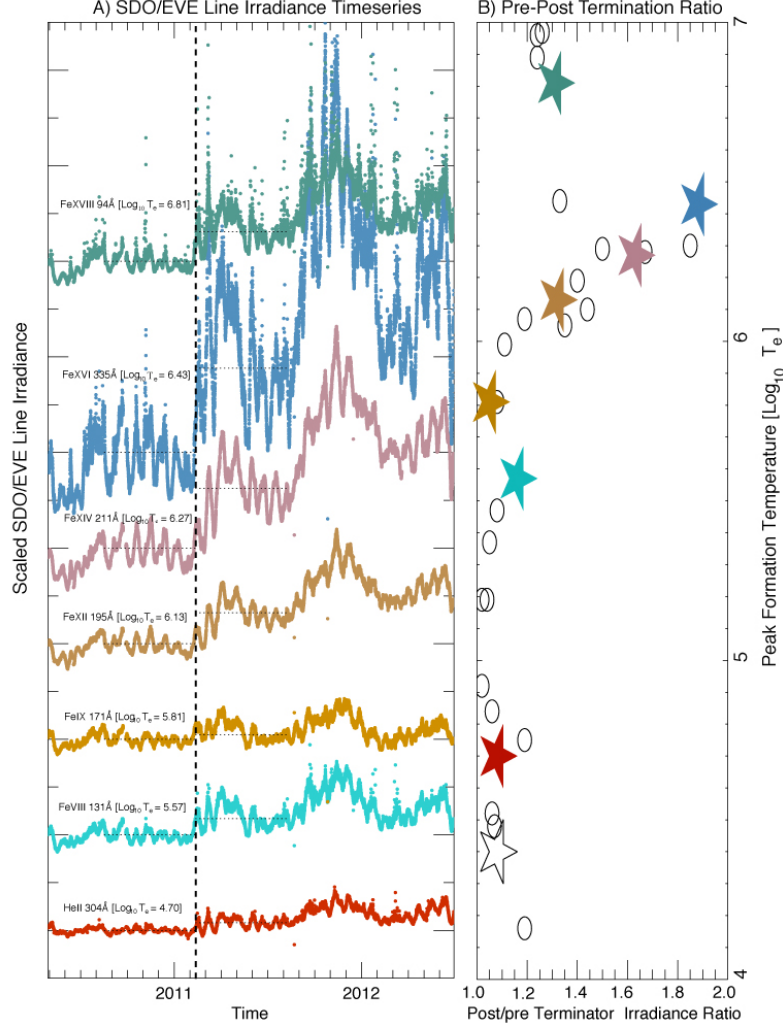 A) SDO/EVE Line Irradiance Timeseries
B) Pre-Post Termination Ratio
Scaled SDO/EVE Line Irradiance
FeXVIII 94Å [Log10 Te = 6.81]
FeXVI 335Å [Log10 Te = 6.43]
FeXIV 211Å [Log10 Te = 6.27]
FeXII 195Å [Log10 Te = 6.13]
FeIX 171Å [Log10 Te = 5.81]
FeVIII 131Å [Log10 Te = 5.57]
HeII 304Å [Log10 Te = 4.70]
2011
2012
Time
7
6
5
4
Peak Formation Temperature [Log10 Te]
1.0 1.2 1.4 1.6 1.8 2.0
Post/pre Terminator Irradiance Ratio